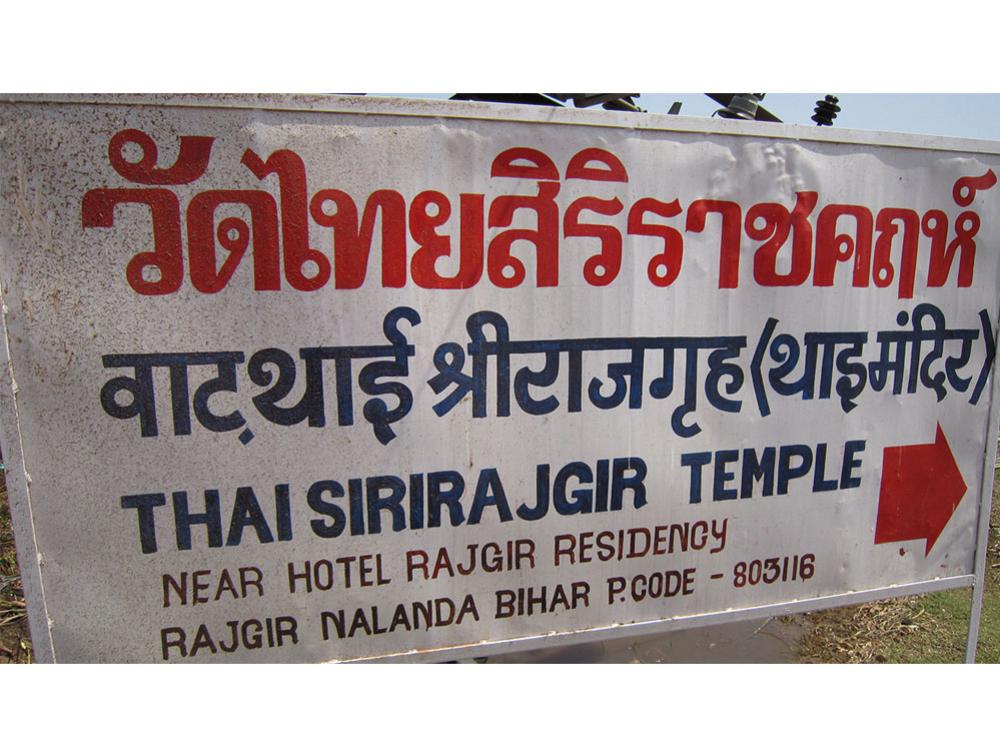 วัดไทยสิริราชคฤห์
वाट़थाई श्रीराजगृह (थाइमंदिर)
THAI SIRIRAJGIR TEMPLE
NEAR HOTEL RAJGIR RESIDENCY
RAJGIR NALANDA BIHAR P.CODE - 803116